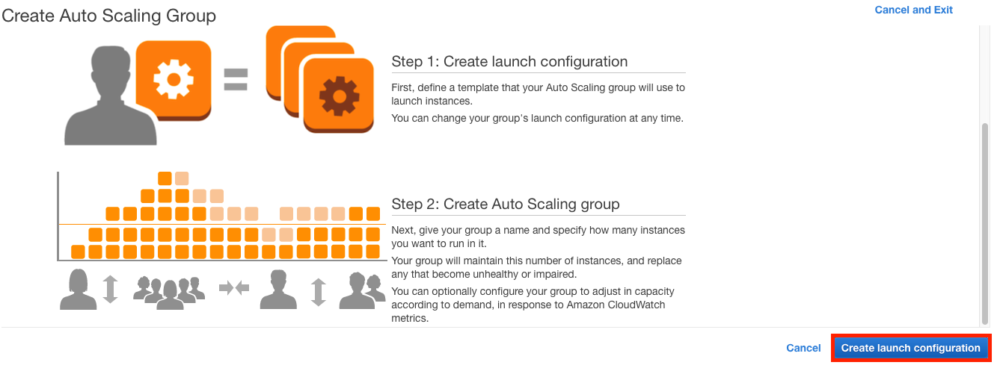 Create Auto Scaling Group
Cancel and Exit
Step 1: Create launch configuration
First, define a template that your Auto Scaling group will use to
launch instances.
You can change your group's launch configuration at any time.
Step 2: Create Auto Scaling group
Next, give your group a name and specify how many instances
you want to run in it.
Your group will maintain this number of instances, and replace
any that become unhealthy or impaired.
You can optionally configure your group to adjust in capacity
according to demand, in response to Amazon CloudWatch
metrics.
Cancel
Create launch configuration